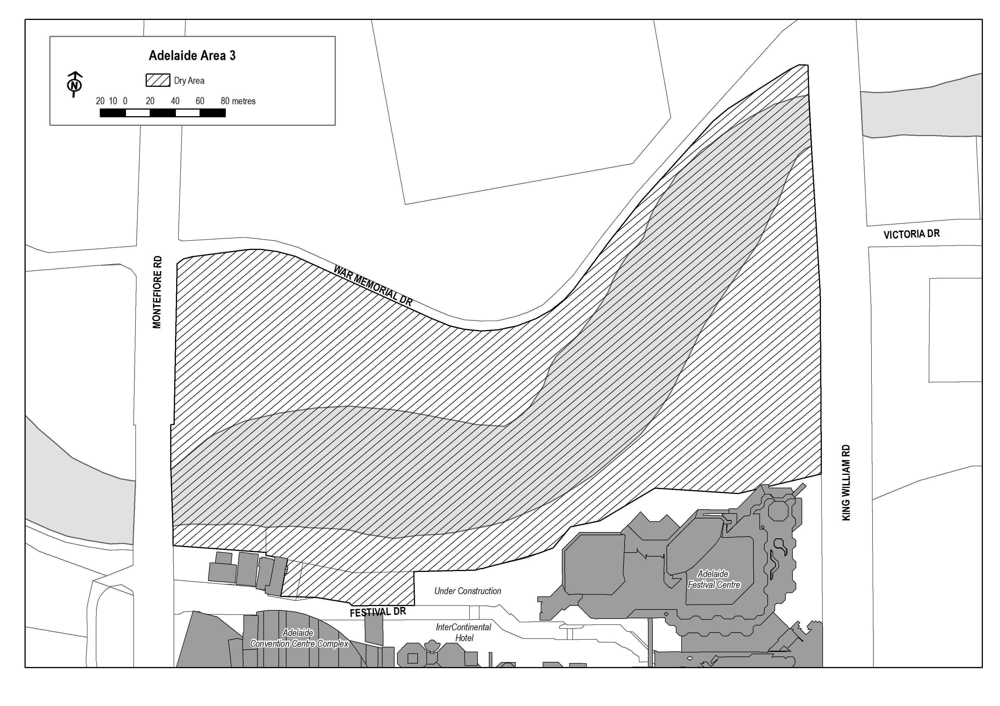 Adelaide Area 3
N
Dry Area
20 10 0 20 40 60 80 metres
VICTORIA DR
MONTEFIORE RD
WAR MEMORIAL DR
KING WILLIAM RD
Adelaide
Festival Centre
Under Construction
FESTIVAL DR
InterContinental
Hotel
Adelaide
Convention Centre Complex